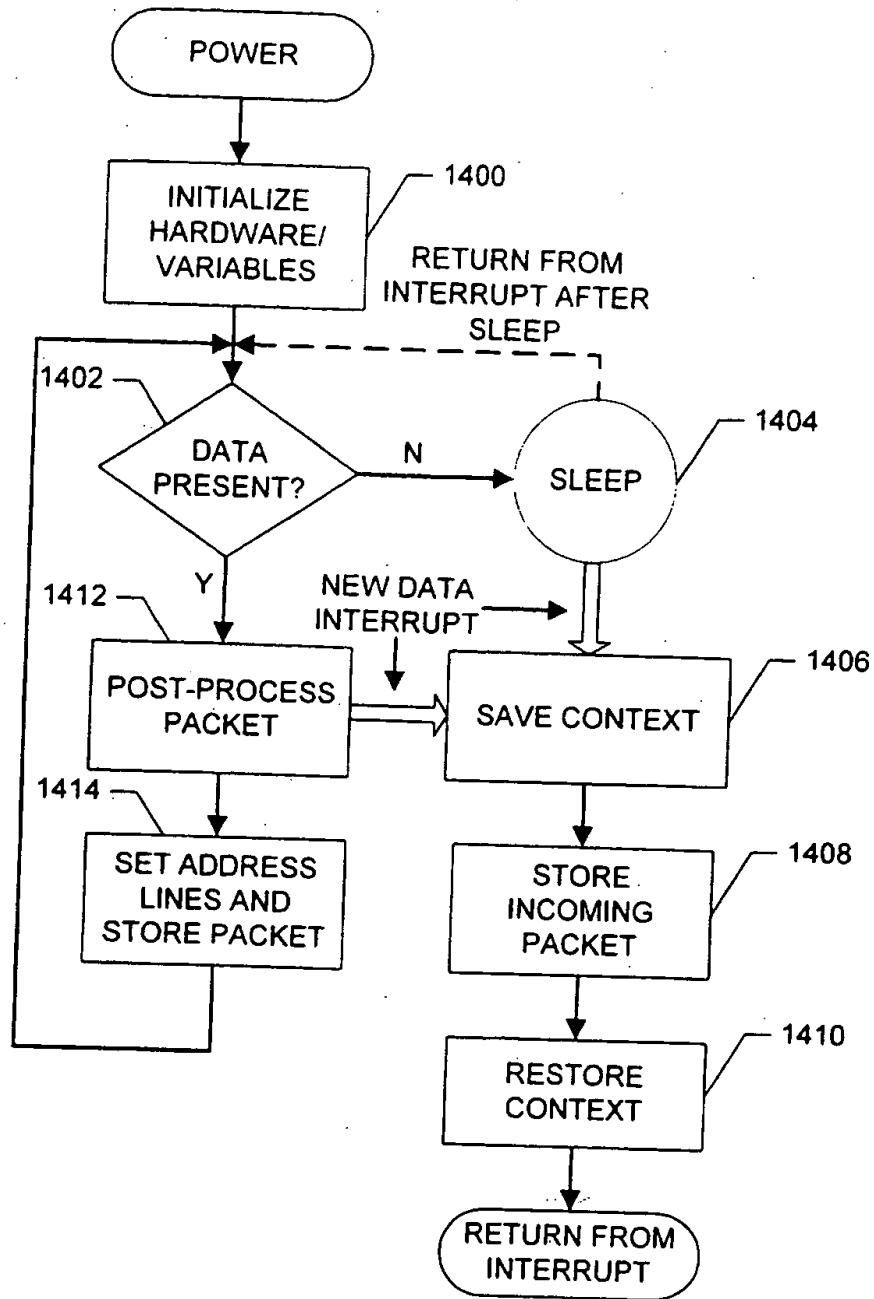 POWER
1400
INITIALIZE
HARDWARE/
VARIABLES
RETURN FROM
INTERRUPT AFTER
SLEEP
1402
DATA
PRESENT?
N
SLEEP
1404
Y
NEW DATA
INTERRUPT
1412
POST-PROCESS
PACKET
SAVE CONTEXT
1406
1414
SET ADDRESS
LINES AND
STORE PACKET
STORE
INCOMING
PACKET
1408
RESTORE
CONTEXT
1410
RETURN FROM
INTERRUPT